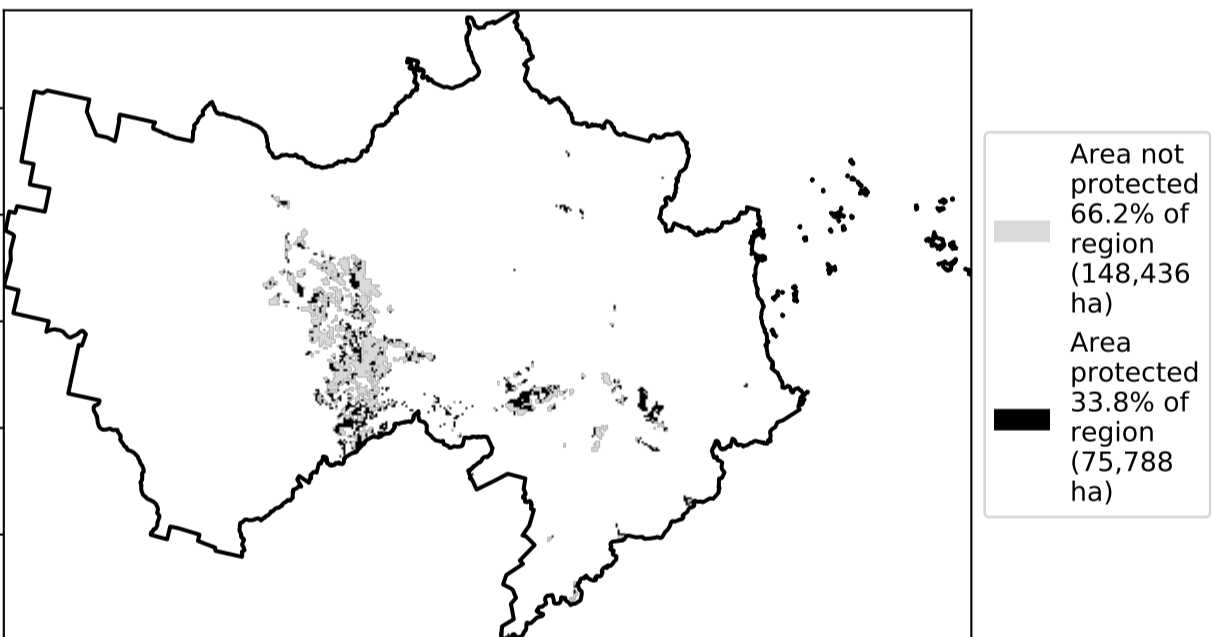 Area not
protected
66.2% of
region
(148,436
ha)
Area
protected
33.8% of
region
(75,788
ha)